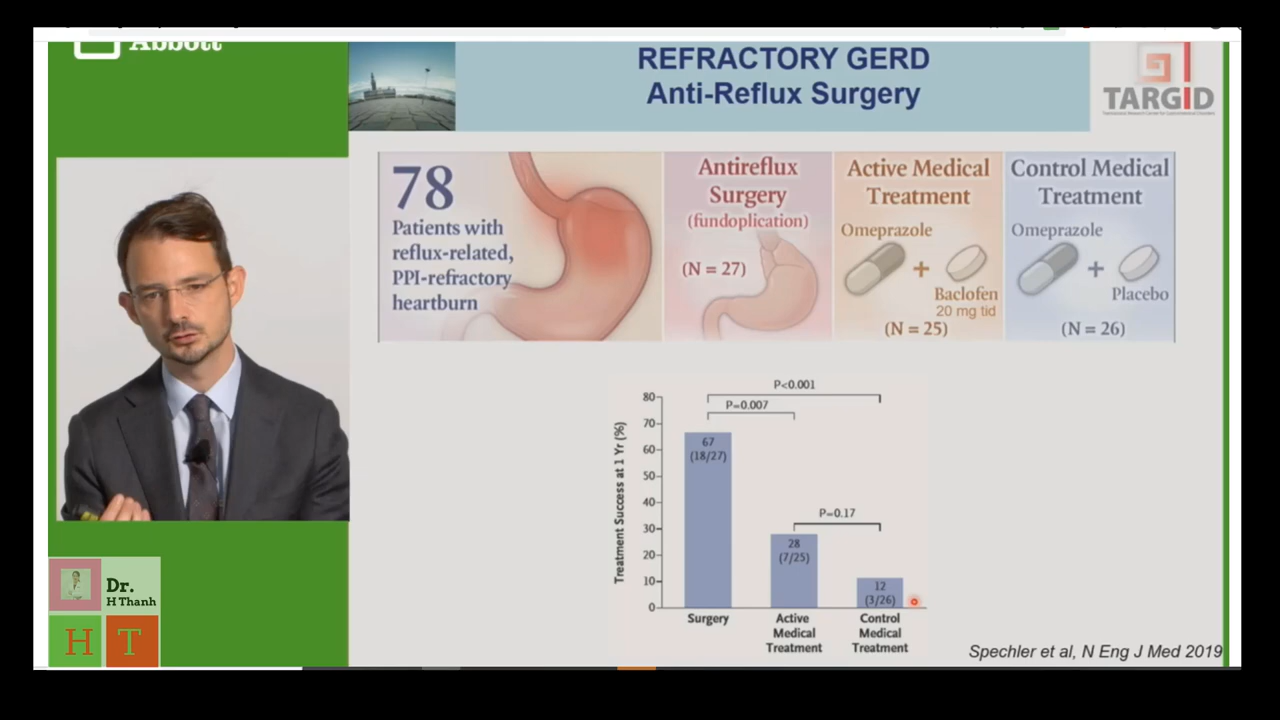 Abbott
REFRACTORY GERD
Anti-Reflux Surgery
TARGID
78
Patients with
reflux-related,
PPI-refractory
heartburn
Antireflux
Surgery
(fundoplication)
(N = 27)
Active Medical
Treatment
Omeprazole
+
Baclofen
20 mg tid
(N = 25)
Control Medical
Treatment
Omeprazole
+
Placebo
(N = 26)
Treatment Success at 1 Yr (%)
80
70
60
50
40
30
20
10
0
P<0.001
P=0.007
P=0.17
67
(18/27)
28
(7/25)
12
(3/26)
Surgery
Active
Medical
Treatment
Control
Medical
Treatment
Spechler et al, N Eng J Med 2019
Dr.
H Thanh
H T